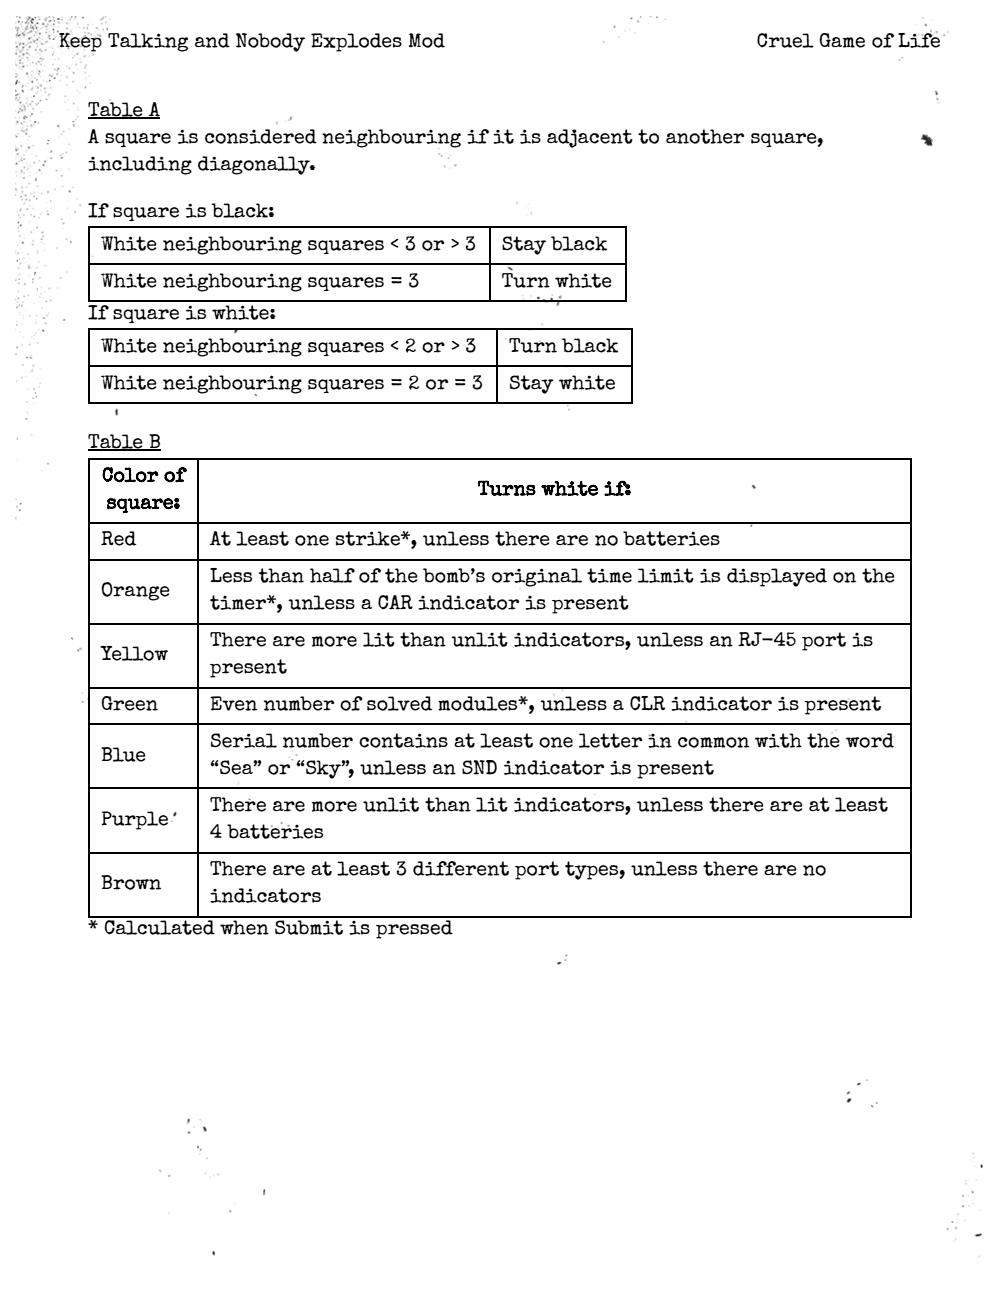 Keep Talking and Nobody Explodes Mod Cruel Game of Life
Table A
A square is considered neighbouring if it is adjacent to another square,
including diagonally.
If square is black:
White neighbouring squares < 3 or > 3 Stay black
White neighbouring squares = 3 Turn white
If square is white:
White neighbouring squares < 2 or > 3 Turn black
White neighbouring squares = 2 or = 3 Stay white
Table B
Color of
square:
Turns white if:
Red
At least one strike*, unless there are no batteries
Orange
Less than half of the bomb's original time limit is displayed on the
timer*, unless a CAR indicator is present
Yellow
There are more lit than unlit indicators, unless an RJ-45 port is
present
Green
Even number of solved modules*, unless a CLR indicator is present
Blue
Serial number contains at least one letter in common with the word
“Sea” or “Sky”, unless an SND indicator is present
Purple
There are more unlit than lit indicators, unless there are at least
4 batteries
Brown
There are at least 3 different port types, unless there are no
indicators
* Calculated when Submit is pressed